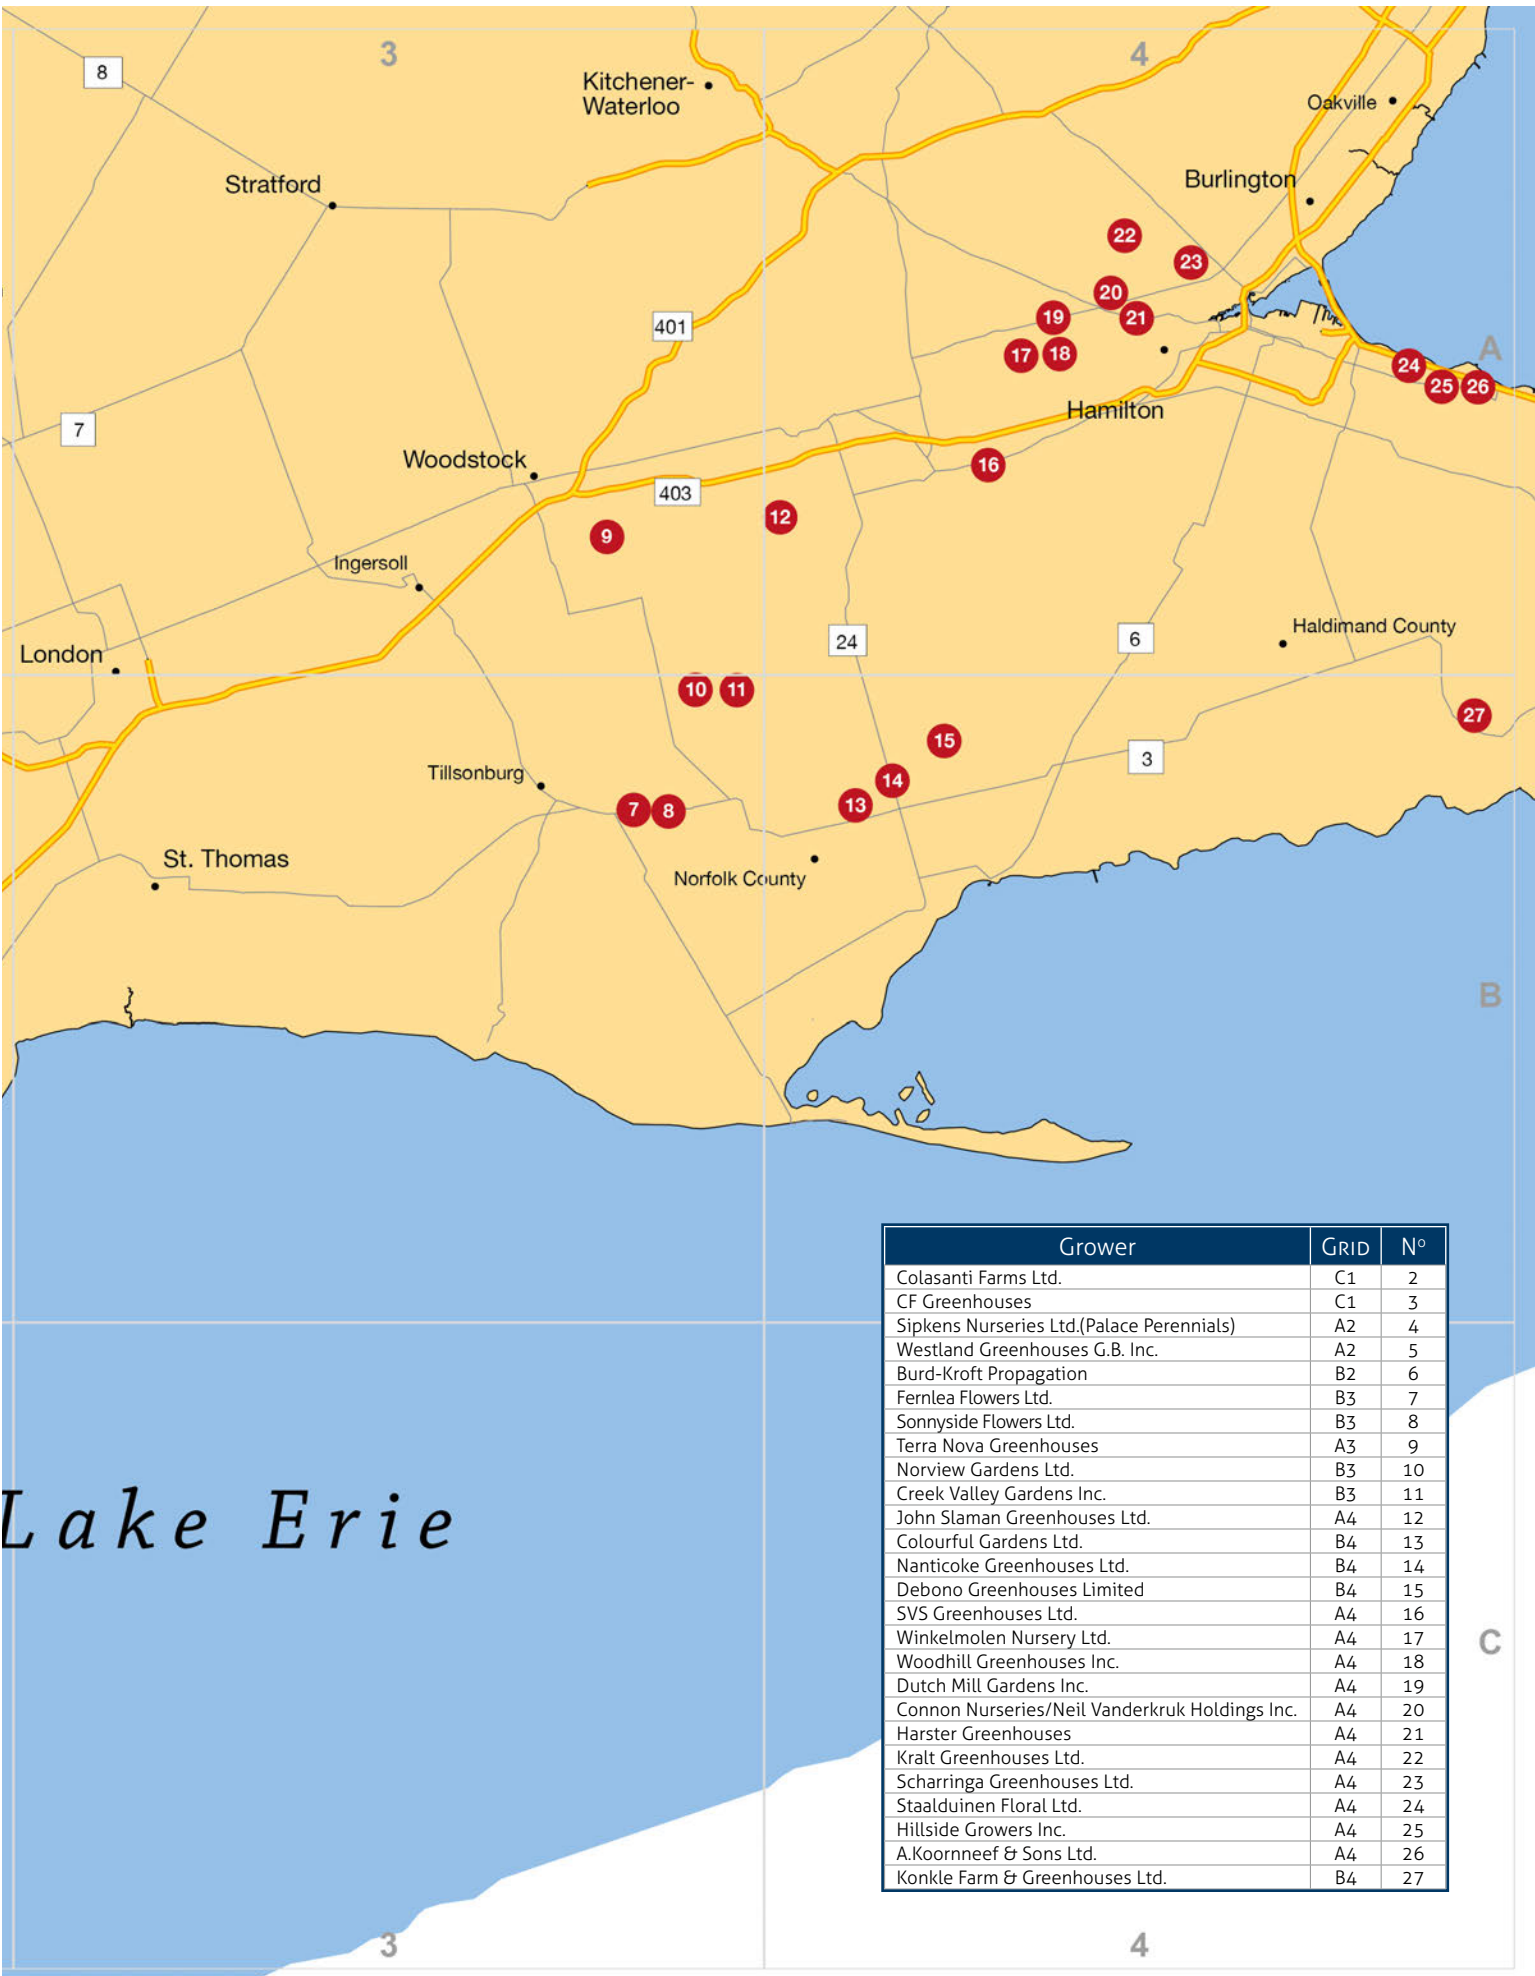 3
4
8
Kitchener-
Waterloo
Oakville
Stratford
Burlington
22
23
20
19
21
401
17
18
A
24
25
26
Hamilton
7
Woodstock
16
403
12
9
Ingersoll
Haldimand County
24
6
London
10
11
27
15
3
Tillsonburg
14
13
7
8
St. Thomas
Norfolk County
B
Grower GRID Nº
Colasanti Farms Ltd. C1 2
CF Greenhouses C1 3
Sipkens Nurseries Ltd.(Palace Perennials) A2 4
Westland Greenhouses G.B. Inc. A2 5
Burd-Kroft Propagation B2 6
Fernlea Flowers Ltd. B3 7
Sonnyside Flowers Ltd. B3 8
Terra Nova Greenhouses A3 9
Norview Gardens Ltd. B3 10
Creek Valley Gardens Inc. B3 11
John Slaman Greenhouses Ltd. A4 12
Colourful Gardens Ltd. B4 13
Nanticoke Greenhouses Ltd. B4 14
Debono Greenhouses Limited B4 15
SVS Greenhouses Ltd. A4 16
Winkelmolen Nursery Ltd. A4 17
Woodhill Greenhouses Inc. A4 18
Dutch Mill Gardens Inc. A4 19
Connon Nurseries/Neil Vanderkruk Holdings Inc. A4 20
Harster Greenhouses A4 21
Kralt Greenhouses Ltd. A4 22
Scharringa Greenhouses Ltd. A4 23
Staalduinen Floral Ltd. A4 24
Hillside Growers Inc. A4 25
A.Koornneef & Sons Ltd. A4 26
Konkle Farm & Greenhouses Ltd. B4 27
Lake Erie
C
3
4